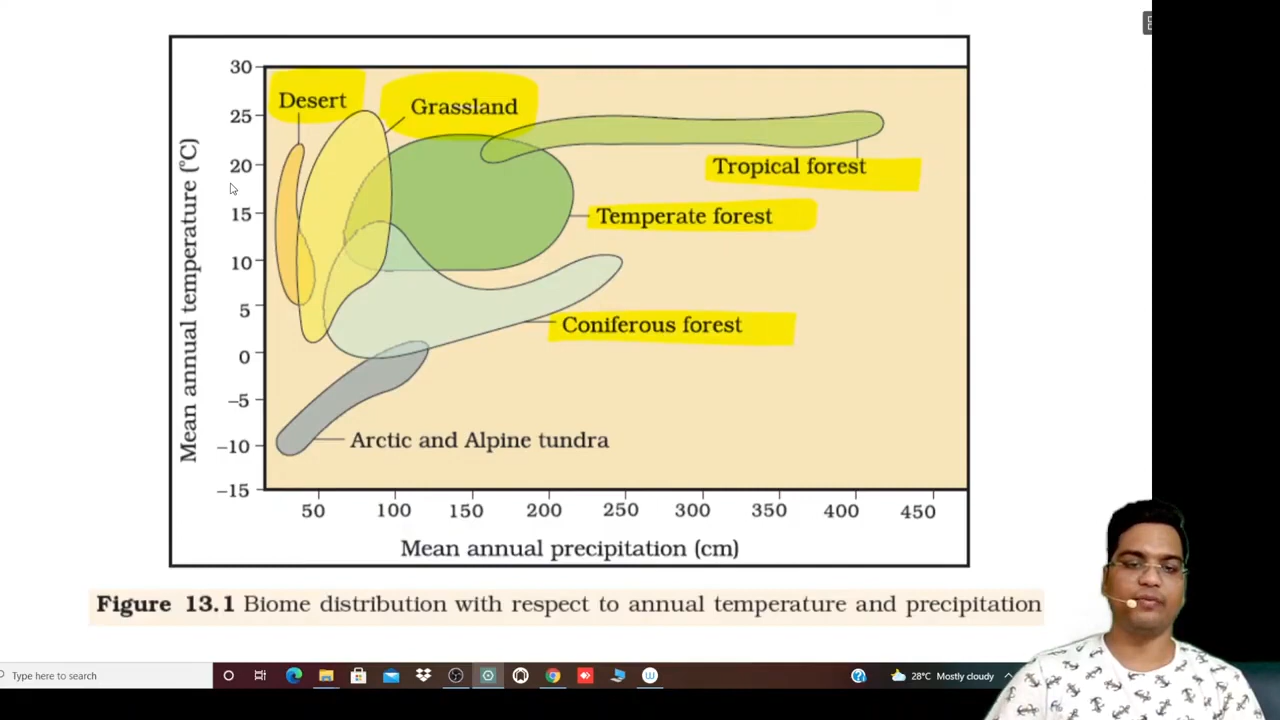 30
Desert
Grassland
25
Tropical forest
20
Temperate forest
15
10
5
Coniferous forest
0
−5
Arctic and Alpine tundra
−10
−15
Mean annual temperature (°C)
50 100 150 200 250 300 350 400 450
Mean annual precipitation (cm)
Figure 13.1 Biome distribution with respect to annual temperature and precipitation
Type here to search
28°C Mostly cloudy